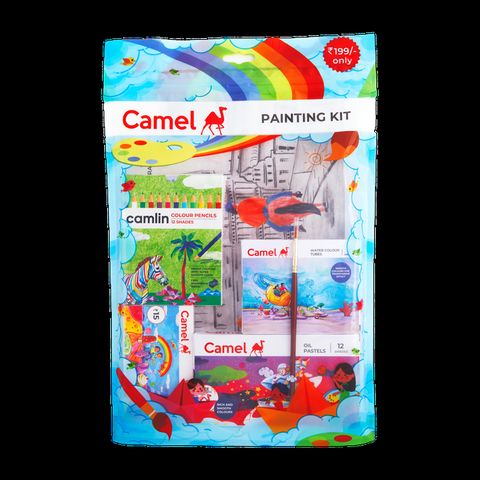 ₹199/-
only
Camel
PAINTING KIT
camlin
COLOUR PENCILS
12 SHADES
Camel
WATER COLOUR
TUBES
₹15
Camel
OIL
PASTELS
12
SHADES
RICH AND
SMOOTH
COLOURS